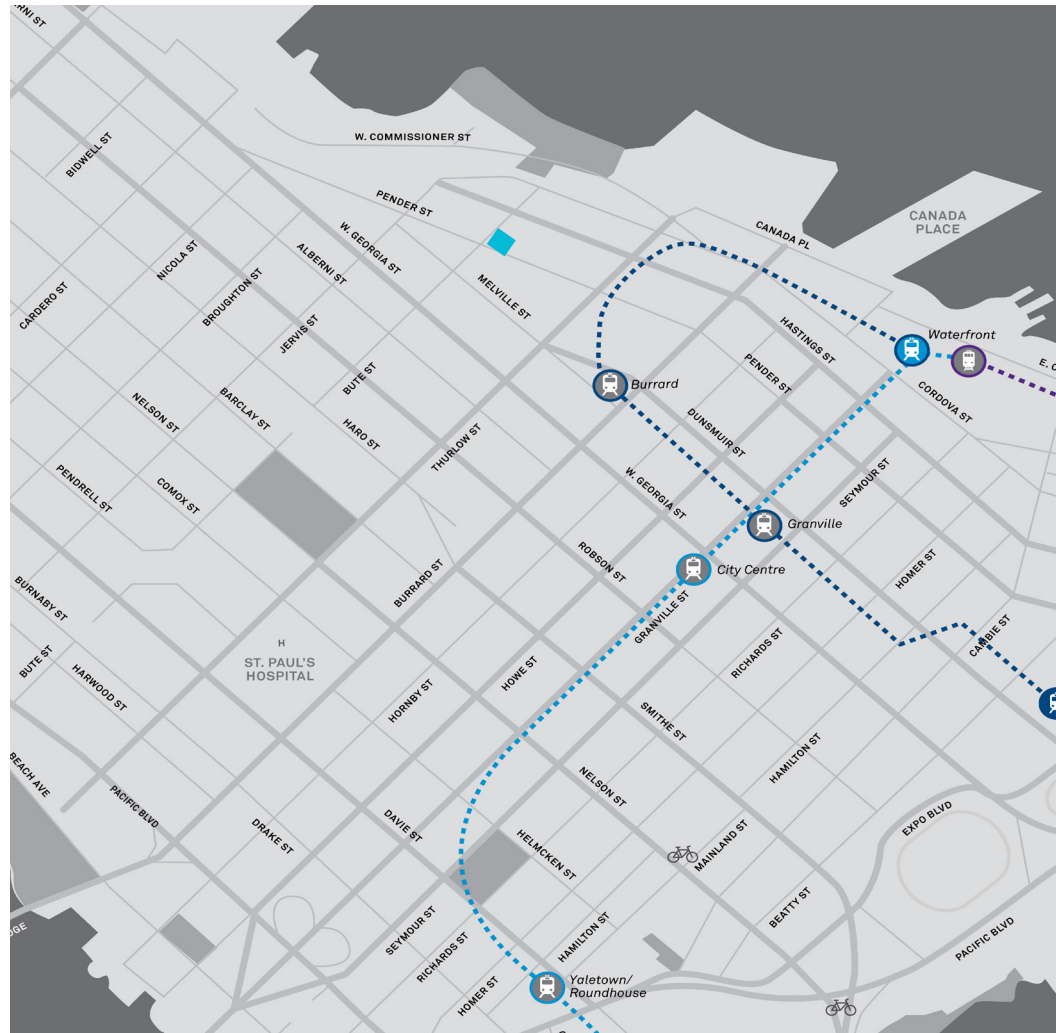 BIDWELL ST
W. COMMISSIONER ST
PENDER ST
CANADA
PLACE
CANADA PL
W. GEORGIA ST
NICOLA ST
ALBERNI ST
BROUGHTON ST
CARDERO ST
MELVILLE ST
JERVIS ST
HASTINGS ST
Waterfront
PENDER ST
BUTE ST
Burrard
CORDOVA ST
BARCLAY ST
NELSON ST
HARO ST
DUNSMUIR ST
THURLOW ST
PENDRELL ST
COMOX ST
W. GEORGIA ST
SEYMOUR ST
Granville
ROBSON ST
City Centre
HOMER ST
BURRARD ST
BURNABY ST
GRANVILLE ST
RICHARDS ST
CAMBIE ST
H
ST. PAUL'S
HOSPITAL
BUTE ST
HARWOOD ST
HOWE ST
HORNBY ST
SMITHE ST
HAMILTON ST
BEACH AVE
PACIFIC BLVD
NELSON ST
DRAKE ST
DAVIE ST
EXPO BLVD
HELMCKEN ST
MAINLAND ST
BEATTY ST
SEYMOUR ST
RICHARDS ST
HAMILTON ST
PACIFIC BLVD
HOMER ST
Yaletown/
Roundhouse